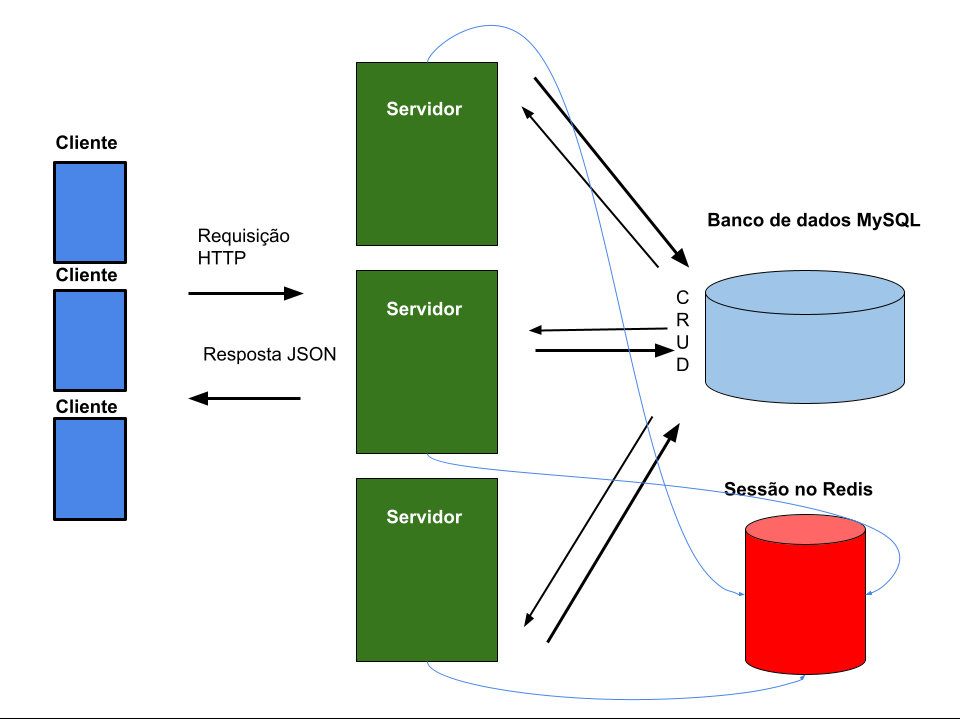 Cliente
Cliente
Cliente
Requisição
HTTP
Resposta JSON
Servidor
Servidor
Servidor
C
R
U
D
Banco de dados MySQL
Sessão no Redis